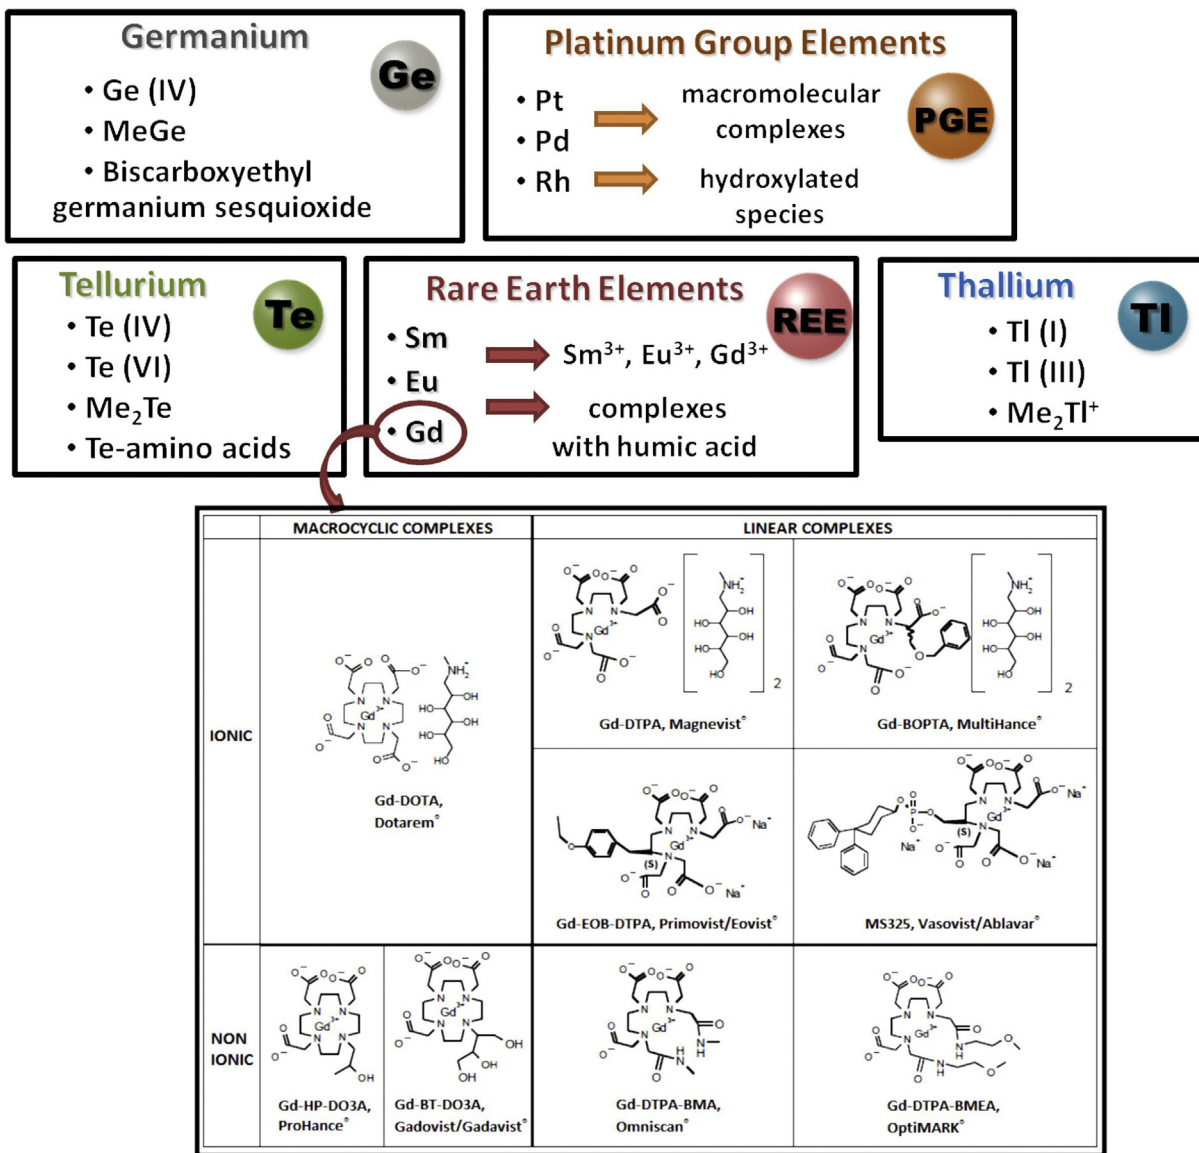 Germanium
Ge
• Ge (IV)
• MeGe
• Biscarboxyethyl
germanium sesquioxide
Platinum Group Elements
PGE
• Pt
• Pd
• Rh
macromolecular
complexes
hydroxylated
species
Tellurium
Te
• Te (IV)
• Te (VI)
• Me₂Te
• Te-amino acids
Rare Earth Elements
REE
• Sm
• Eu
• Gd
Sm³⁺, Eu³⁺, Gd³⁺
complexes
with humic acid
Thallium
Tl
• Tl (I)
• Tl (III)
• Me₂Tl⁺
MACROCYCLIC COMPLEXES
LINEAR COMPLEXES
IONIC
Gd-DOTA,
Dotarem®
Gd-DTPA, Magnevist®
Gd-BOPTA, MultiHance®
Gd-EOB-DTPA, Primovist/Eovist®
MS325, Vasovist/Ablavar®
NON
IONIC
Gd-HP-DO3A,
ProHance®
Gd-BT-DO3A,
Gadovist/Gadavist®
Gd-DTPA-BMA,
Omniscan®
Gd-DTPA-BMEA,
OptiMARK®